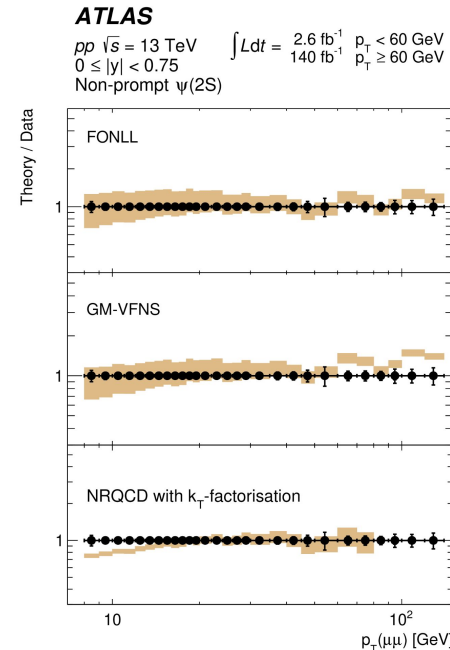 ATLAS
pp √s = 13 TeV
0 ≤ |y| < 0.75
Non-prompt ψ(2S)
∫Ldt = 2.6 fb⁻¹ p_T < 60 GeV
140 fb⁻¹ p_T ≥ 60 GeV
Theory / Data
FONLL
1
GM-VFNS
1
NRQCD with k_T-factorisation
1
10 10²
p_T(μμ) [GeV]